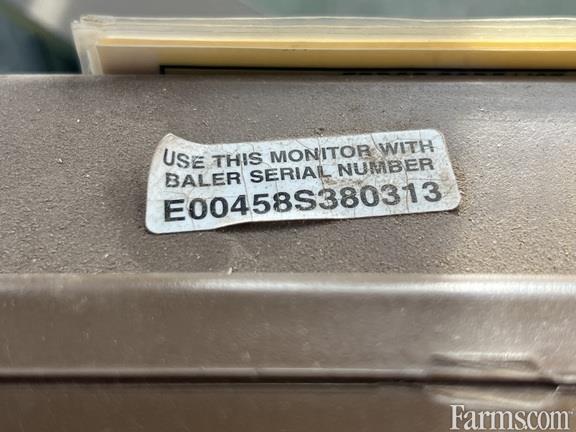 USE THIS MONITOR WITH
BALER SERIAL NUMBER
E00458S380313
Farms.com